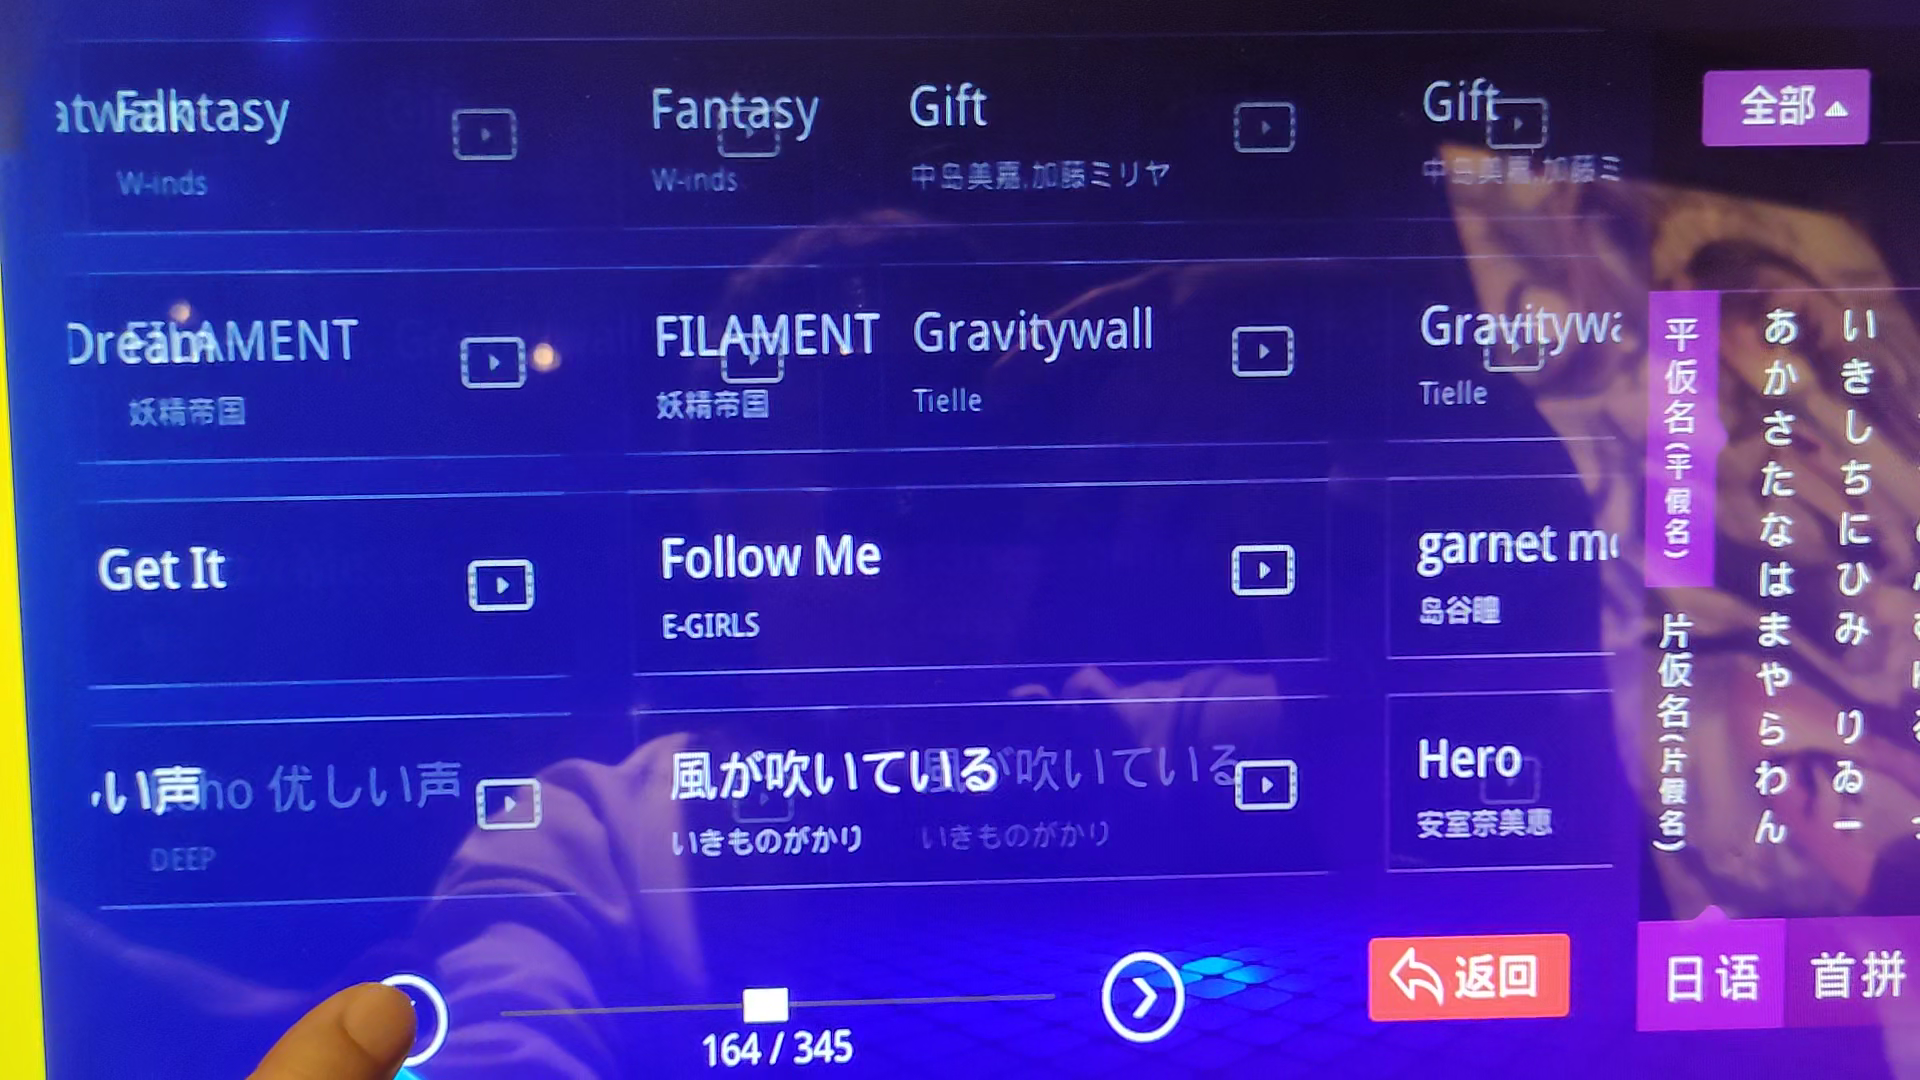 Fantasy
W-inds
Fantasy
W-inds
Gift
中岛美嘉,加藤ミリヤ
Gift
中岛美嘉,加藤ミ
全部
Dream
FILAMENT
妖精帝国
FILAMENT
妖精帝国
Gravitywall
Tielle
Gravitywa
Tielle
Get It
Follow Me
E-GIRLS
garnet mo
岛谷瞳
い声
优しい声
DEEP
風が吹いている
いきものがかり
風が吹いている
いきものがかり
Hero
安室奈美恵
平仮名(平假名)
片仮名(片假名)
あかさたなはまやらわん
いきしちにひみ りゐー
164 / 345
返回
日语
首拼